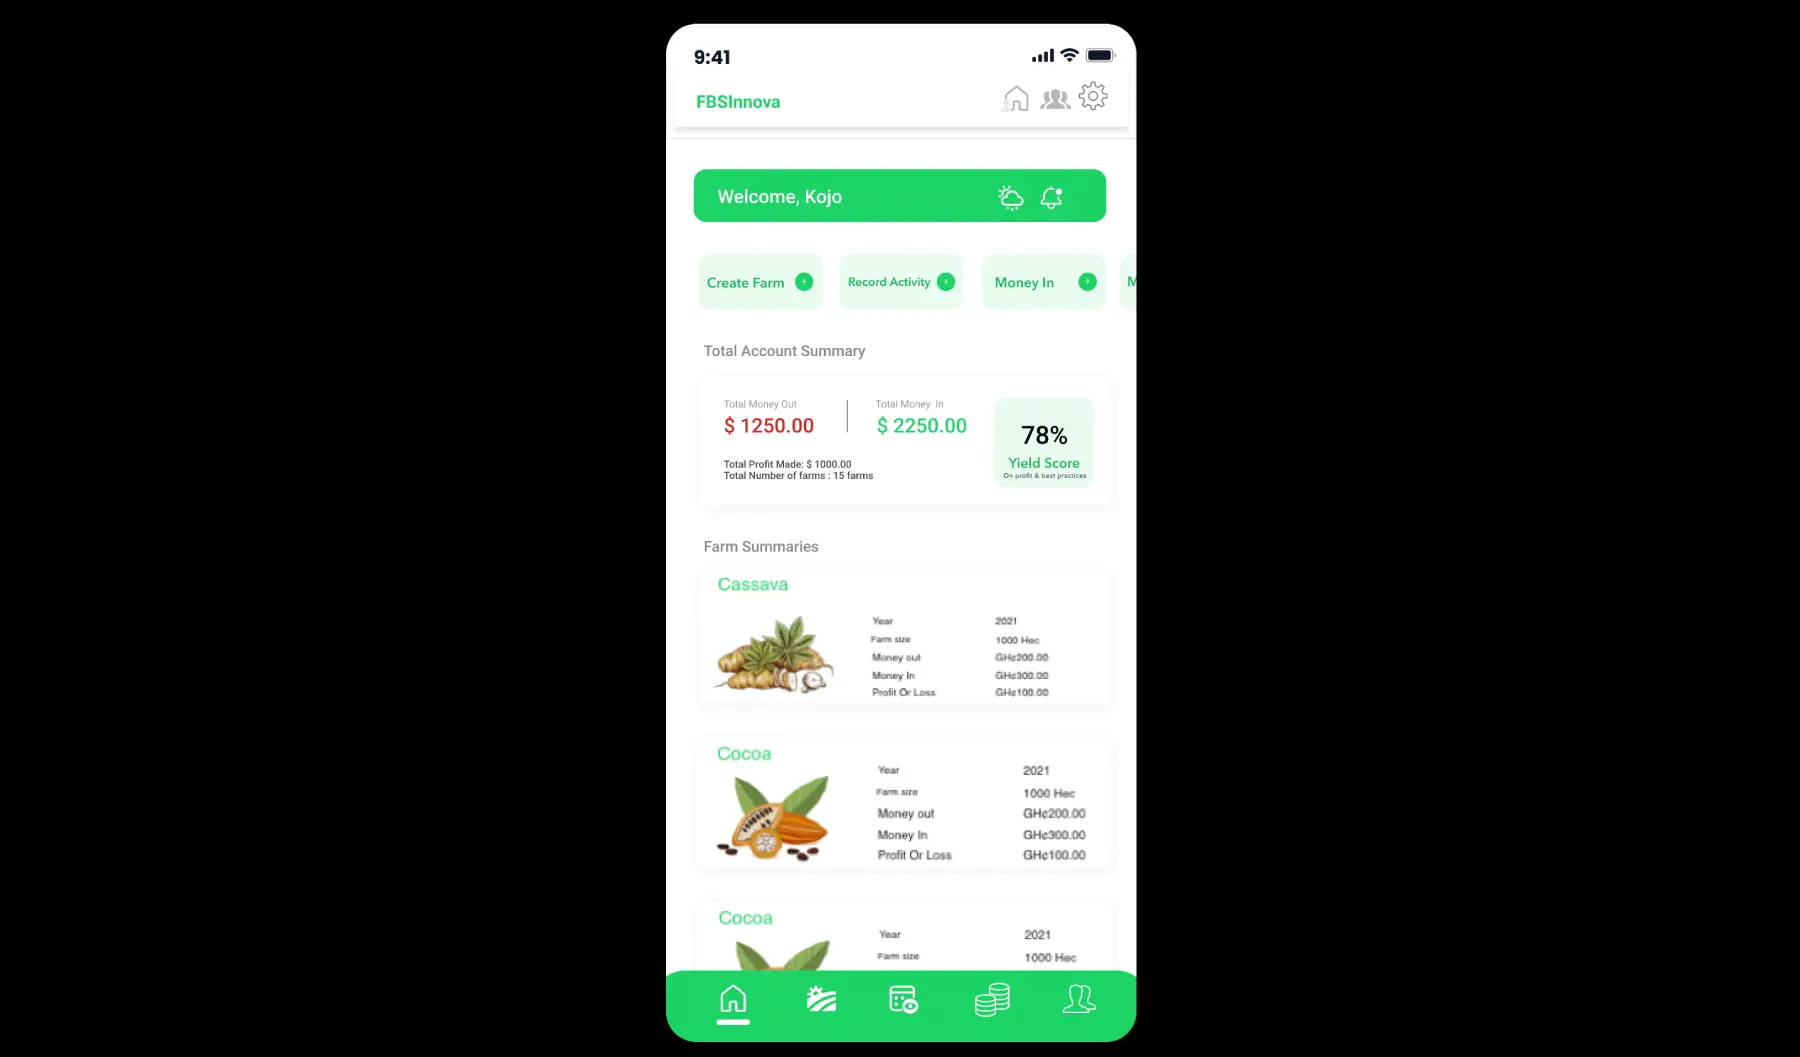 9:41
FBSInnova
Welcome, Kojo
Create Farm +
Record Activity +
Money In +
M
Total Account Summary
Total Money Out
$ 1250.00
Total Money In
$ 2250.00
78%
Yield Score
On profit & best practices
Total Profit Made: $ 1000.00
Total Number of farms : 15 farms
Farm Summaries
Cassava
Year 2021
Farm size 1000 Hec
Money out GH¢200.00
Money In GH¢300.00
Profit Or Loss GH¢100.00
Cocoa
Year 2021
Farm size 1000 Hec
Money out GH¢200.00
Money In GH¢300.00
Profit Or Loss GH¢100.00
Cocoa
Year 2021
Farm size 1000 Hec